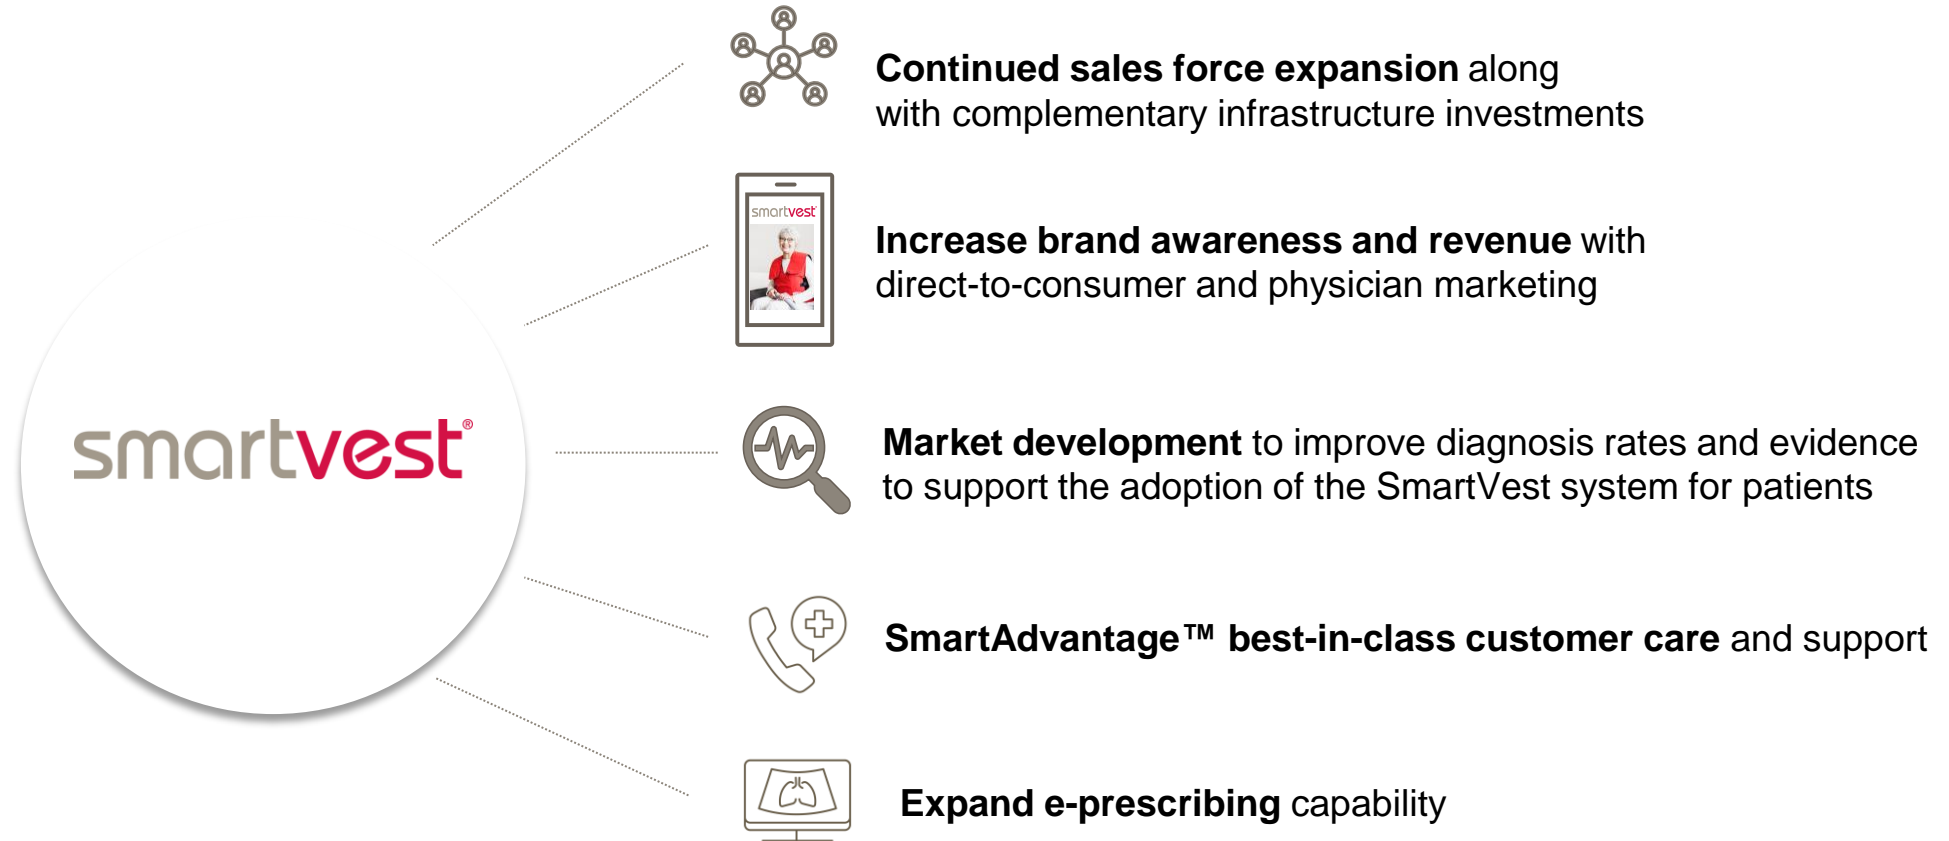 Continued sales force expansion along
with complementary infrastructure investments
smartvest
Increase brand awareness and revenue with
direct-to-consumer and physician marketing
smartvest®
Market development to improve diagnosis rates and evidence
to support the adoption of the SmartVest system for patients
SmartAdvantage™ best-in-class customer care and support
Expand e-prescribing capability